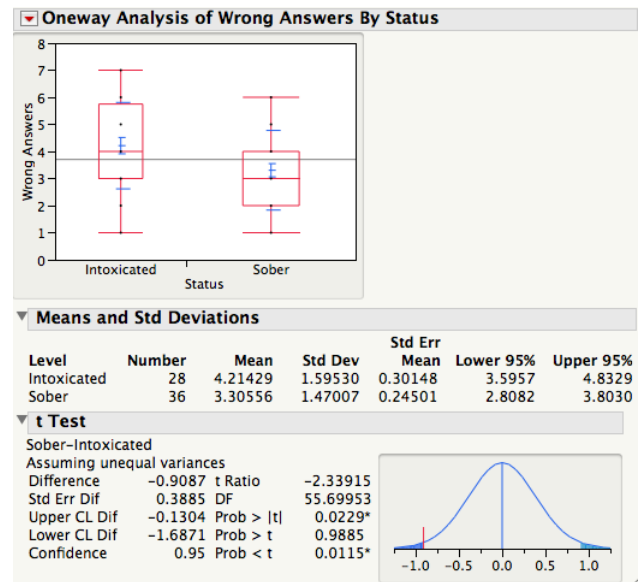 Oneway Analysis of Wrong Answers By Status
8
7
6
5
4
3
2
1
0
Wrong Answers
Intoxicated Sober
Status
Means and Std Deviations
Std Err
Level Number Mean Std Dev Mean Lower 95% Upper 95%
Intoxicated 28 4.21429 1.59530 0.30148 3.5957 4.8329
Sober 36 3.30556 1.47007 0.24501 2.8082 3.8030
t Test
Sober-Intoxicated
Assuming unequal variances
Difference -0.9087 t Ratio -2.33915
Std Err Dif 0.3885 DF 55.69953
Upper CL Dif -0.1304 Prob > |t| 0.0229*
Lower CL Dif -1.6871 Prob > t 0.9885
Confidence 0.95 Prob < t 0.0115*
-1.0 -0.5 0.0 0.5 1.0